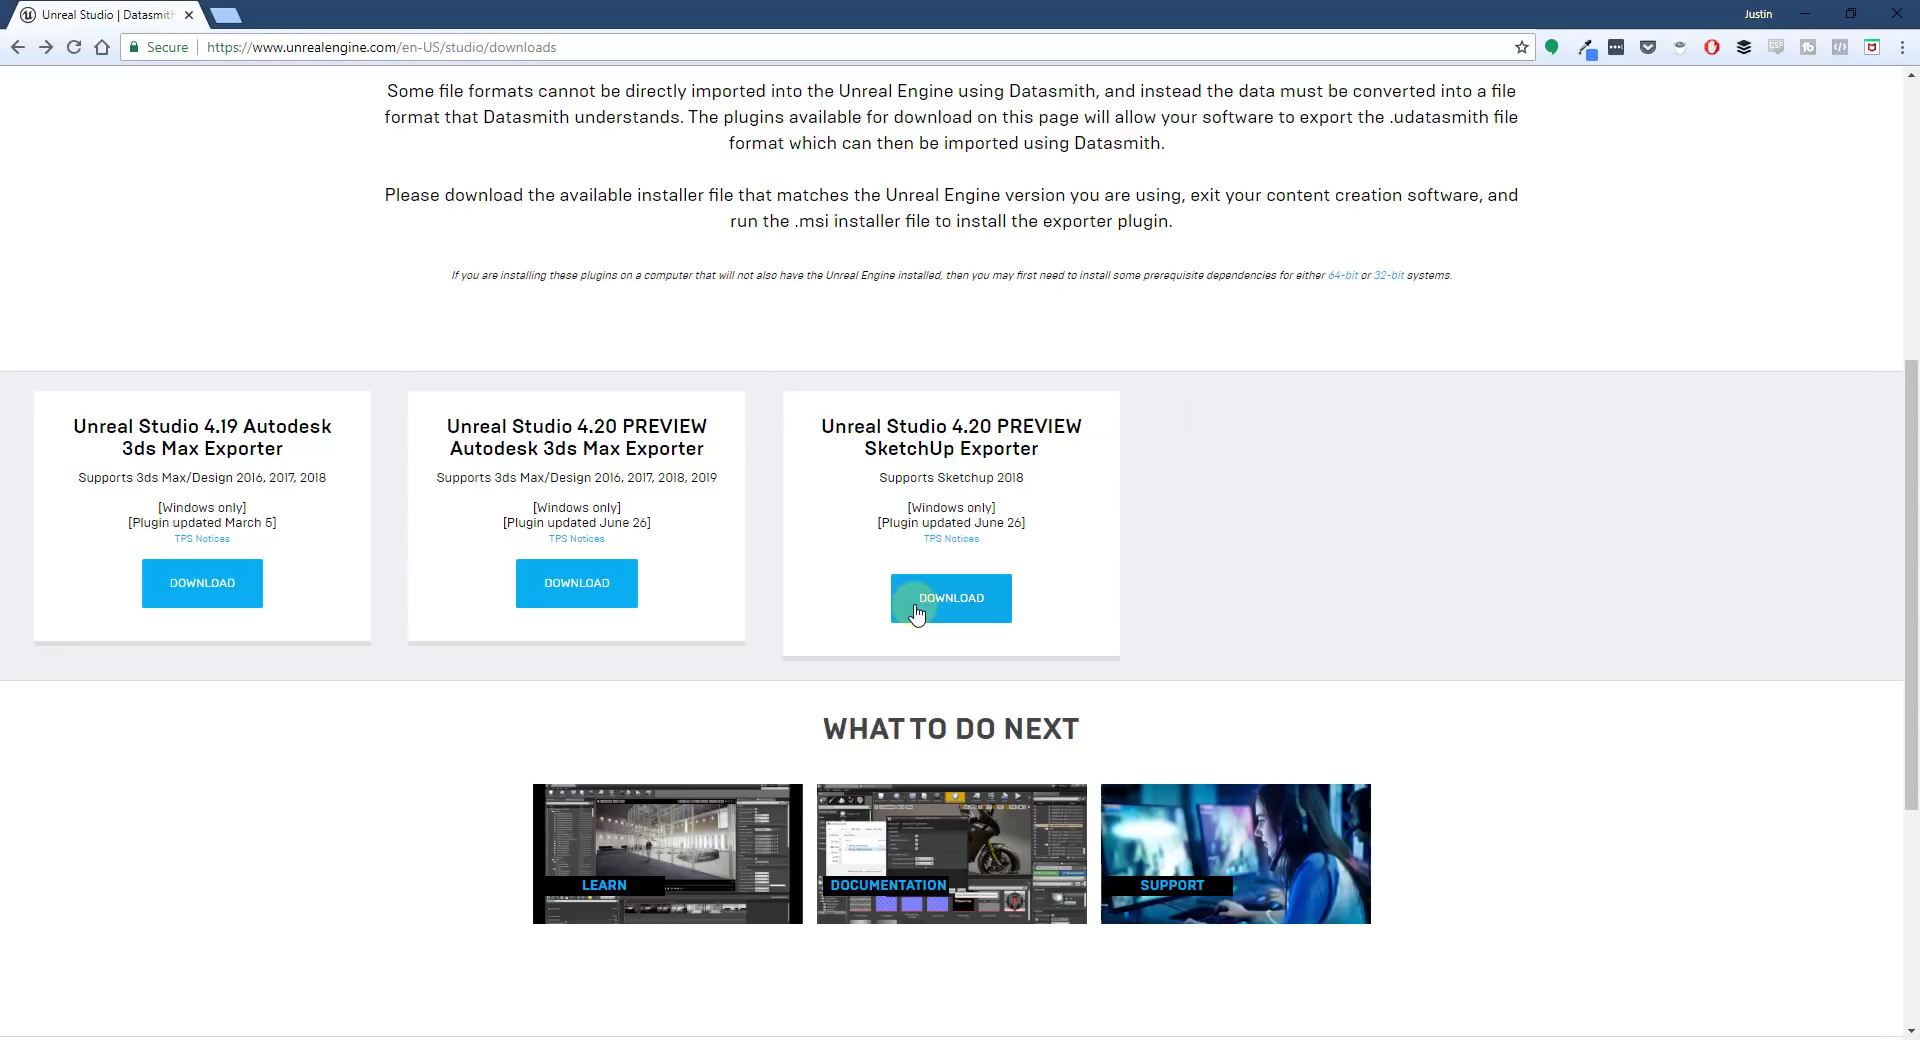 Unreal Studio | Datasmith
Justin
Secure
https://www.unrealengine.com/en-US/studio/downloads
Some file formats cannot be directly imported into the Unreal Engine using Datasmith, and instead the data must be converted into a file
format that Datasmith understands. The plugins available for download on this page will allow your software to export the .udatasmith file
format which can then be imported using Datasmith.
Please download the available installer file that matches the Unreal Engine version you are using, exit your content creation software, and
run the .msi installer file to install the exporter plugin.
If you are installing these plugins on a computer that will not also have the Unreal Engine installed, then you may first need to install some prerequisite dependencies for either 64-bit or 32-bit systems.
Unreal Studio 4.19 Autodesk
3ds Max Exporter
Supports 3ds Max/Design 2016, 2017, 2018
[Windows only]
[Plugin updated March 5]
TPS Notices
DOWNLOAD
Unreal Studio 4.20 PREVIEW
Autodesk 3ds Max Exporter
Supports 3ds Max/Design 2016, 2017, 2018, 2019
[Windows only]
[Plugin updated June 26]
TPS Notices
DOWNLOAD
Unreal Studio 4.20 PREVIEW
SketchUp Exporter
Supports Sketchup 2018
[Windows only]
[Plugin updated June 26]
TPS Notices
DOWNLOAD
WHAT TO DO NEXT
LEARN
DOCUMENTATION
SUPPORT